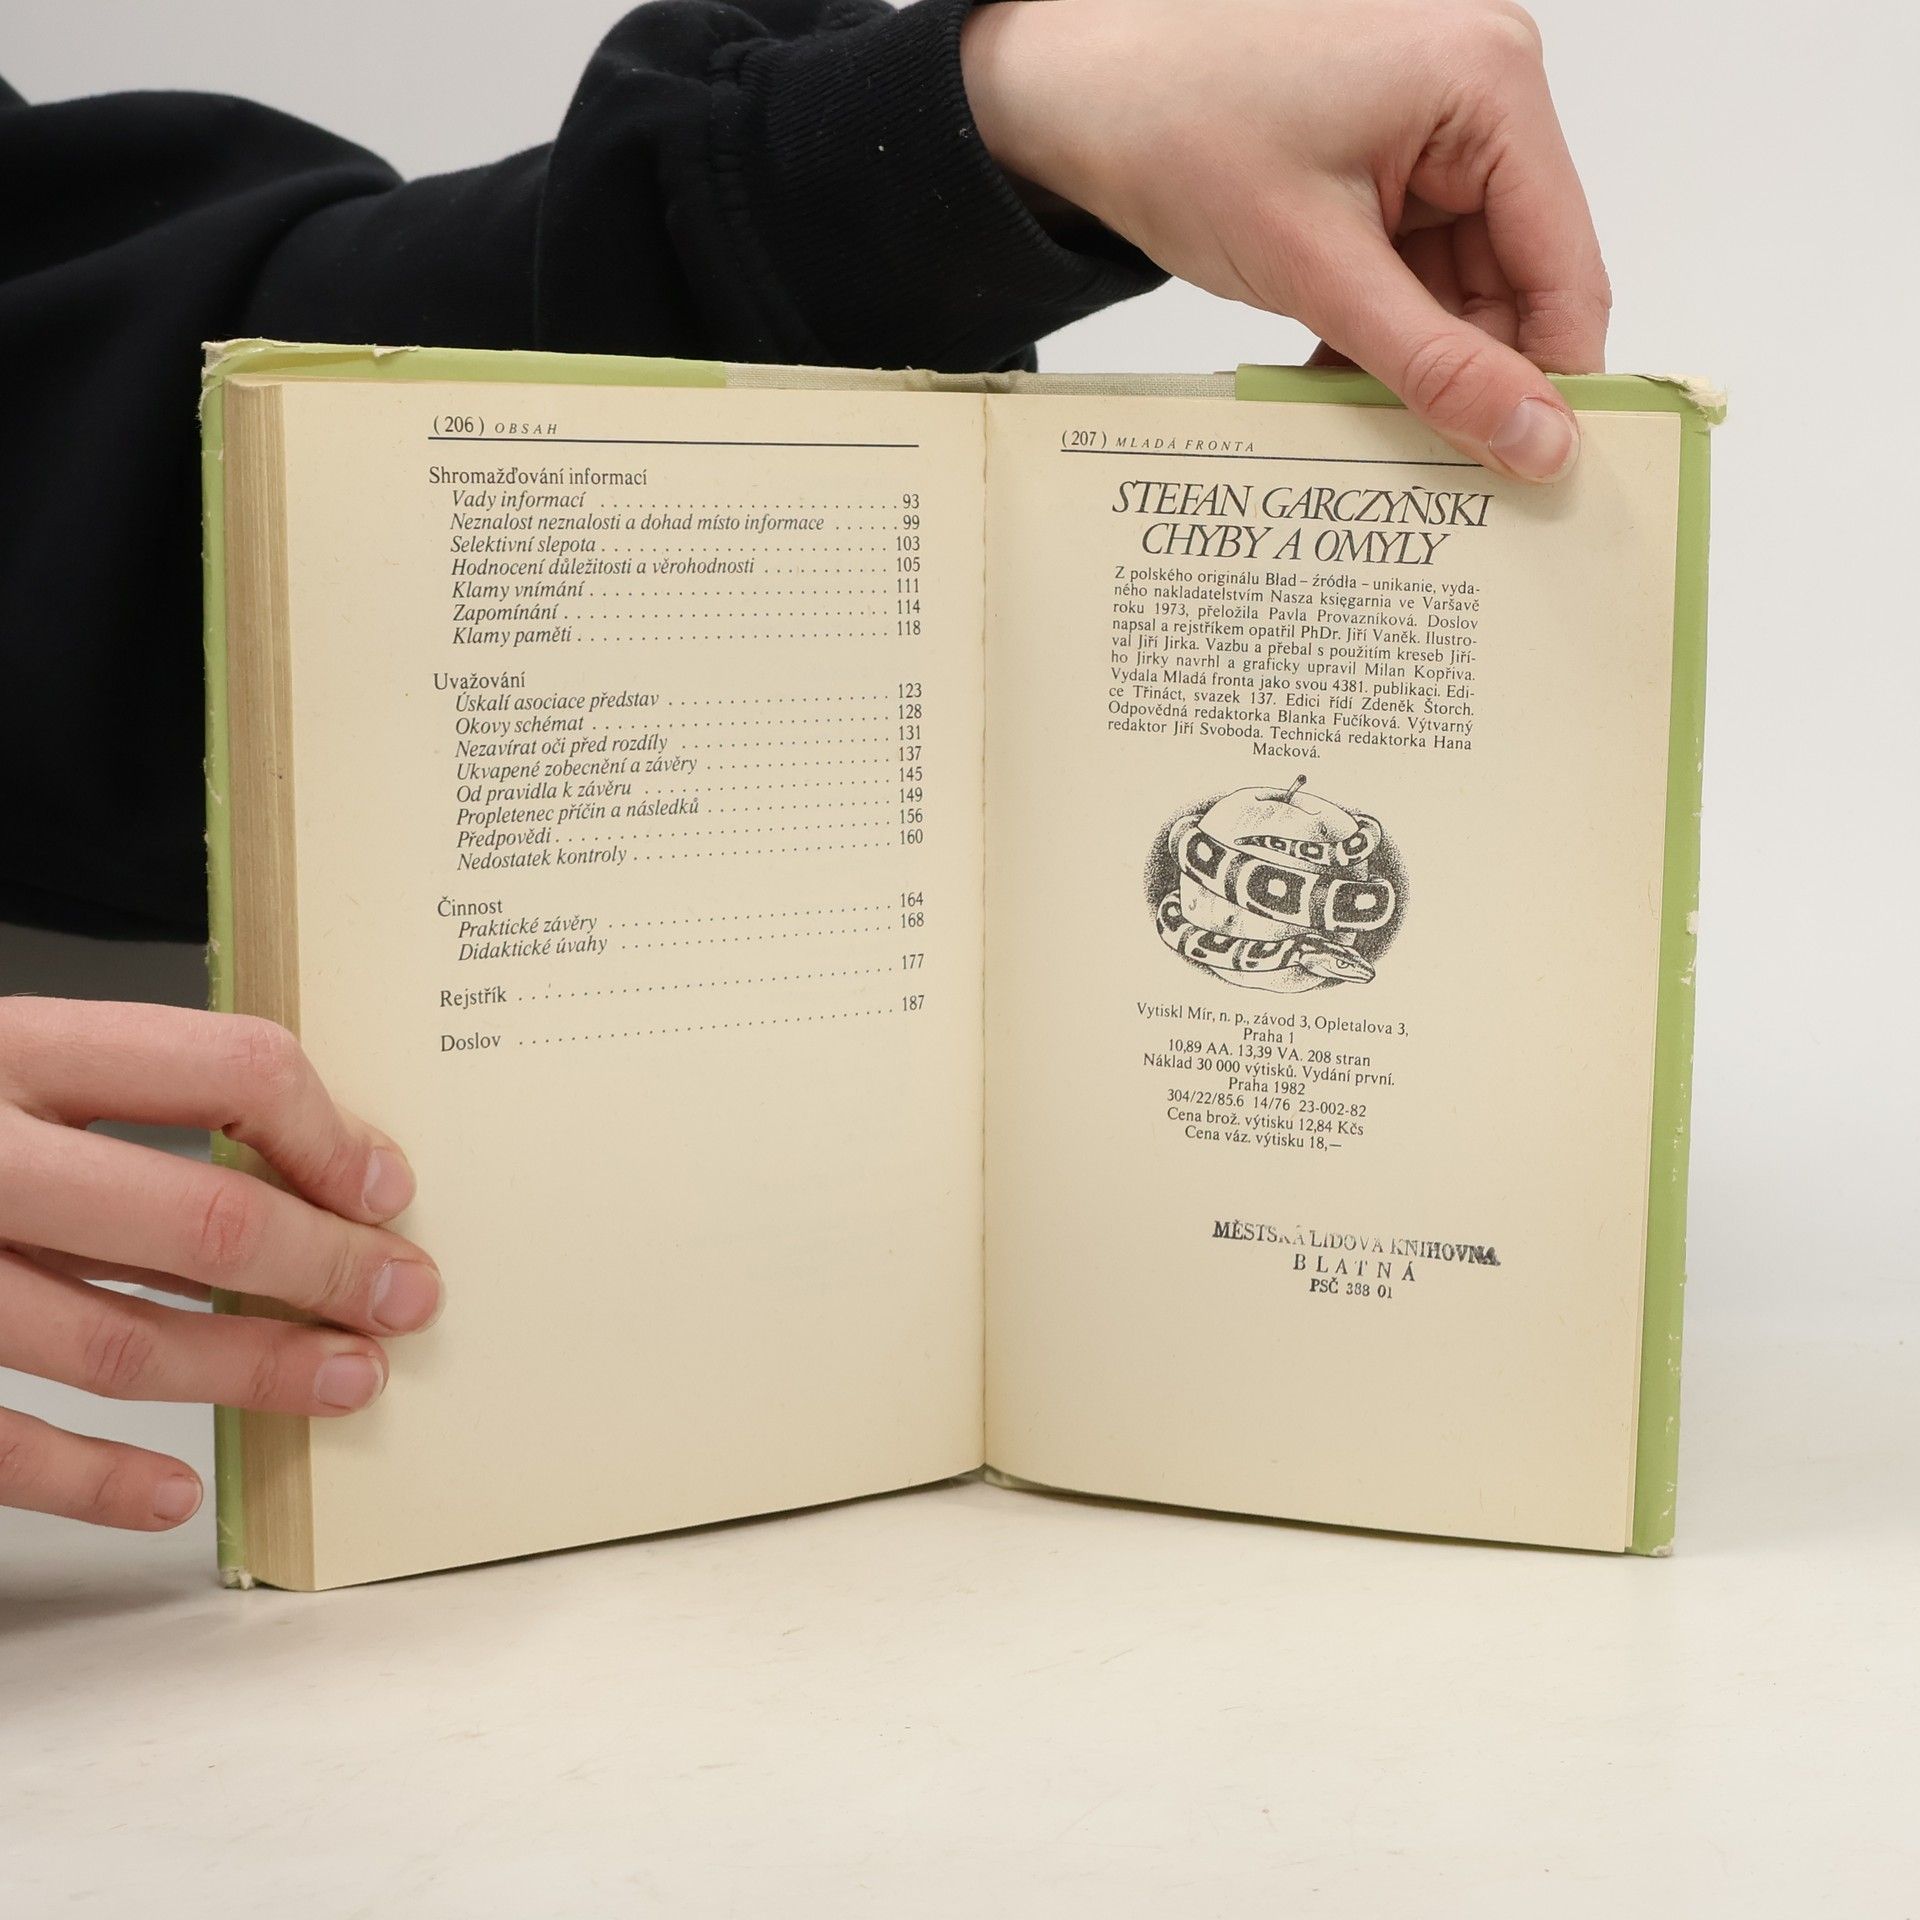 (206) OBSAH
Shromažďování informací
Vady informací . . . . . . . . . . . . . . . . . . . . . . . 93
Neznalost neznalosti a dohad místo informace . . . . . . 99
Selektivní slepota . . . . . . . . . . . . . . . . . . . . . . 103
Hodnocení důležitosti a věrohodnosti . . . . . . . . . . 105
Klamy vnímání . . . . . . . . . . . . . . . . . . . . . . . 111
Zapomínání . . . . . . . . . . . . . . . . . . . . . . . . . 114
Klamy paměti . . . . . . . . . . . . . . . . . . . . . . . . 118
Uvažování
Úskalí asociace představ . . . . . . . . . . . . . . . . . 123
Okovy schémat . . . . . . . . . . . . . . . . . . . . . . . 128
Nezavírat oči před rozdíly . . . . . . . . . . . . . . . . 131
Ukvapené zobecnění a závěry . . . . . . . . . . . . . . 137
Od pravidla k závěru . . . . . . . . . . . . . . . . . . . 145
Propletenec příčin a následků . . . . . . . . . . . . . . 149
Předpovědi . . . . . . . . . . . . . . . . . . . . . . . . . 156
Nedostatek kontroly . . . . . . . . . . . . . . . . . . . . 160
Činnost
Praktické závěry . . . . . . . . . . . . . . . . . . . . . . 164
Didaktické úvahy . . . . . . . . . . . . . . . . . . . . . 168
Rejstřík . . . . . . . . . . . . . . . . . . . . . . . . . . . 177
Doslov . . . . . . . . . . . . . . . . . . . . . . . . . . . 187
(207) MLADÁ FRONTA
STEFAN GARCZYŃSKI
CHYBY A OMYLY
Z polského originálu Błąd – źródła – unikanie, vyda-
ného nakladatelstvím Nasza księgarnia ve Varšavě
roku 1973, přeložila Pavla Provazníková. Doslov
napsal a rejstříkem opatřil PhDr. Jiří Vaněk. Ilustro-
val Jiří Jirka. Vazbu a přebal s použitím kreseb Jiří-
ho Jirky navrhl a graficky upravil Milan Kopřiva.
Vydala Mladá fronta jako svou 4381. publikaci. Edi-
ce Třináct, svazek 137. Edici řídí Zdeněk Štorch.
Odpovědná redaktorka Blanka Fučíková. Výtvarný
redaktor Jiří Svoboda. Technická redaktorka Hana
Macková.
Vytiskl Mír, n. p., závod 3, Opletalova 3,
Praha 1
10,89 AA. 13,39 VA. 208 stran
Náklad 30 000 výtisků. Vydání první.
Praha 1982
304/22/85.6 14/76 23-002-82
Cena brož. výtisku 12,84 Kčs
Cena váz. výtisku 18,—
MĚSTSKÁ LIDOVÁ KNIHOVNA
BLATNÁ
PSČ 388 01